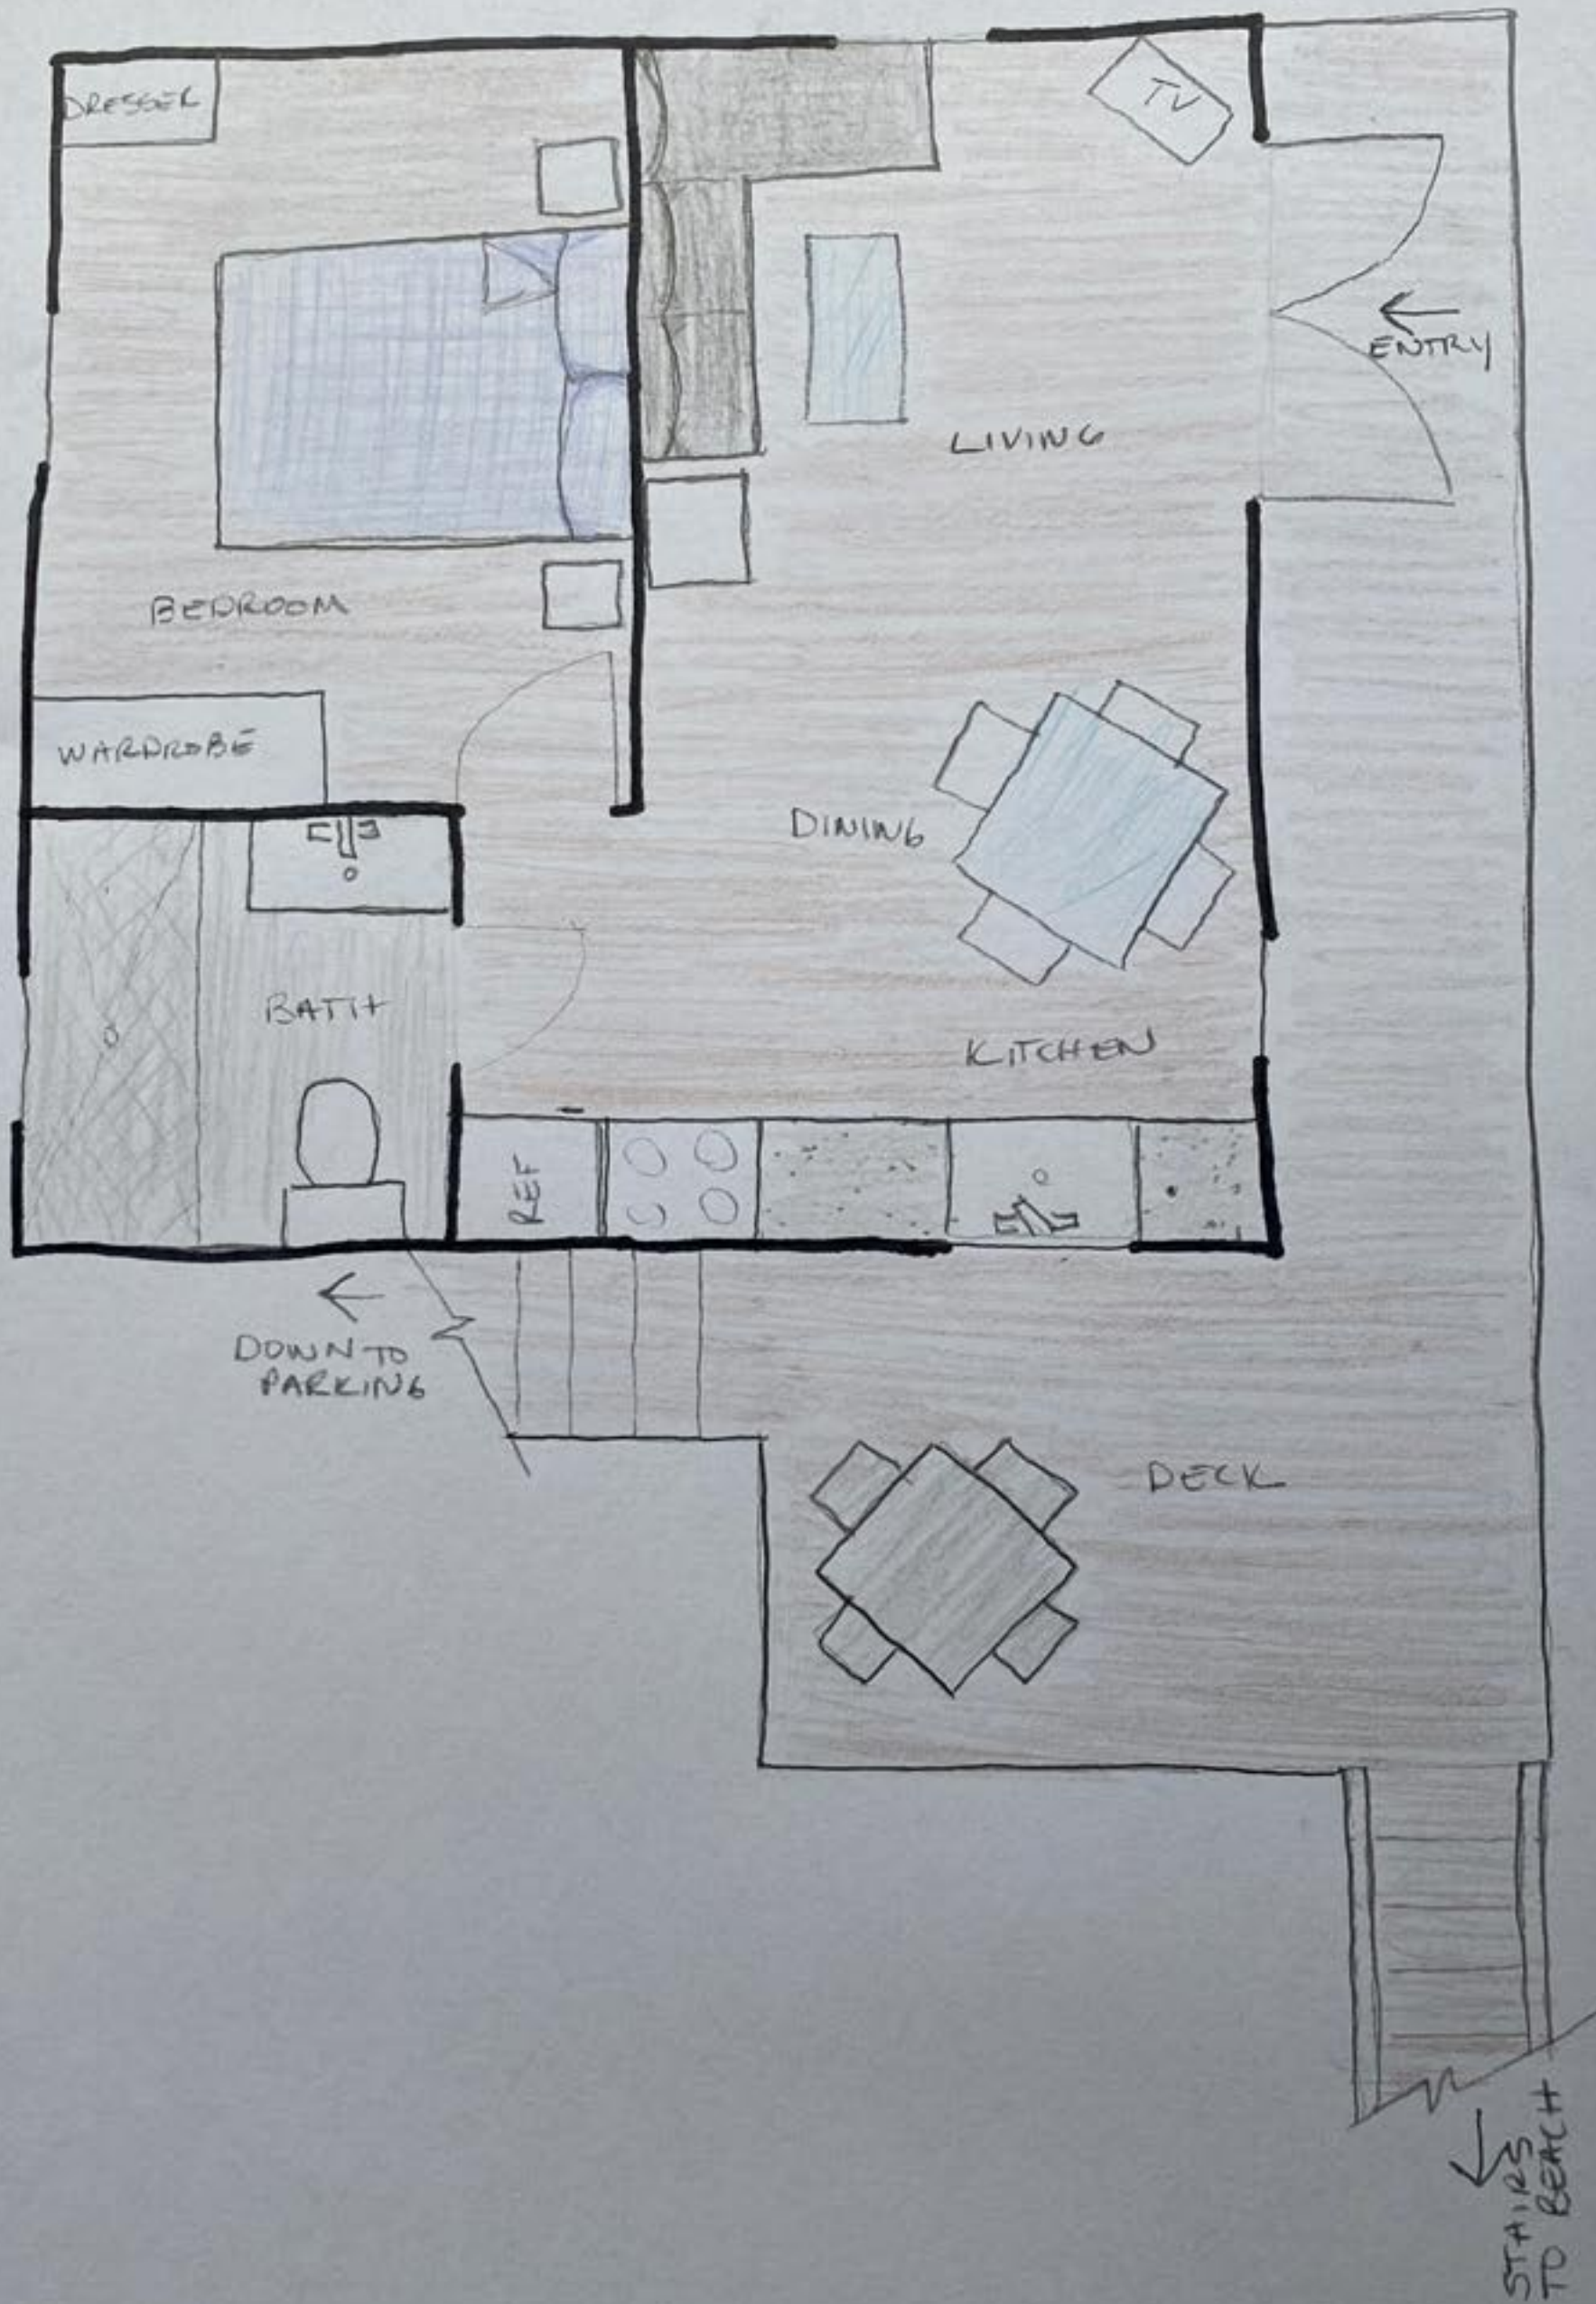 DRESSER
TV
ENTRY
LIVING
BEDROOM
WARDROBE
DINING
BATH
KITCHEN
REF
DOWN TO
PARKING
DECK
STAIRS
TO BEACH